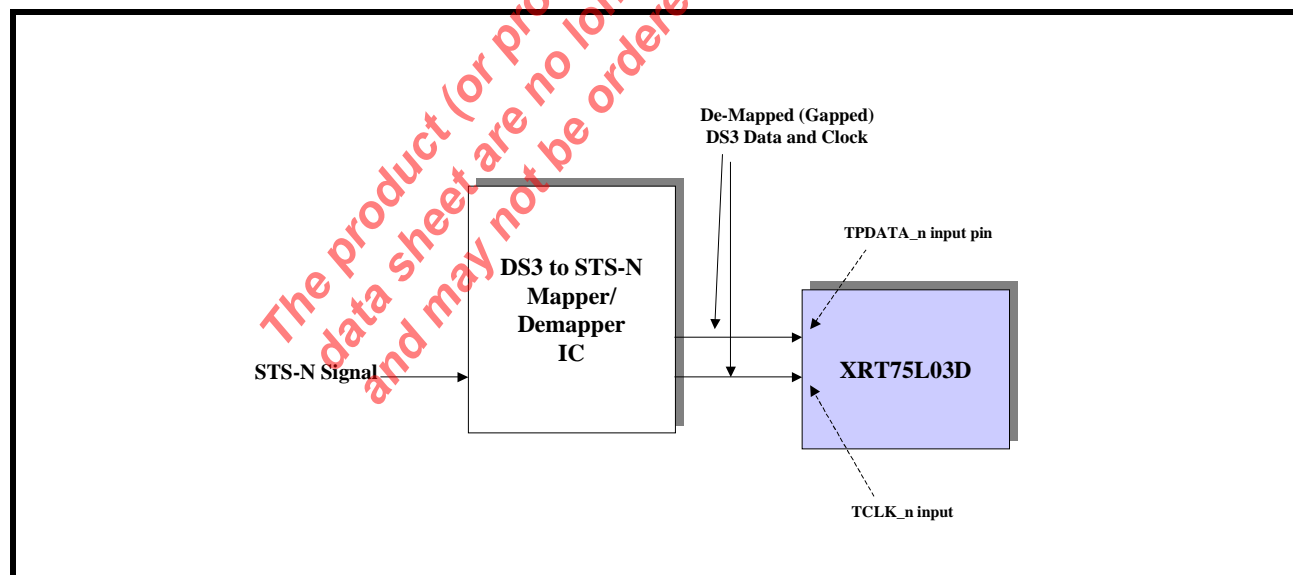 The product (or pro
data sheet are no lon
and may not be ordere
De-Mapped (Gapped)
DS3 Data and Clock
TPDATA_n input pin
DS3 to STS-N
Mapper/
Demapper
IC
STS-N Signal
XRT75L03D
TCLK_n input